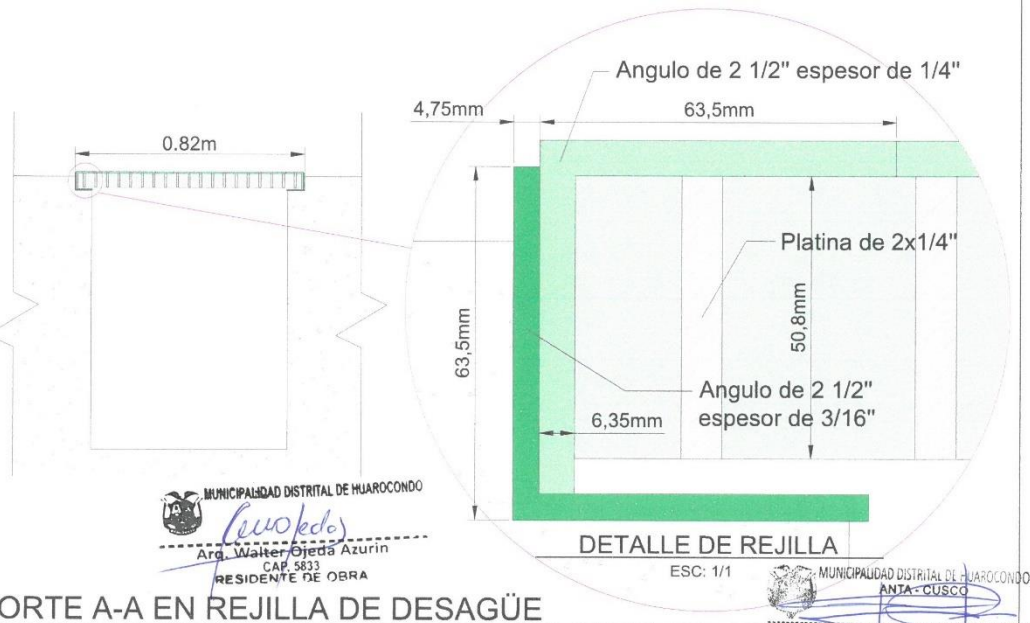 Angulo de 2 1/2" espesor de 1/4"
4,75mm
63,5mm
0.82m
Platina de 2x1/4"
50,8mm
63,5mm
Angulo de 2 1/2"
espesor de 3/16"
6,35mm
MUNICIPALIDAD DISTRITAL DE HUAROCONDO
Arq. Walter Ojeda Azurin
CAP. 5833
RESIDENTE DE OBRA
DETALLE DE REJILLA
ESC: 1/1
MUNICIPALIDAD DISTRITAL DE HUAROCONDO
ANTA - CUSCO
ORTE A-A EN REJILLA DE DESAGÜE